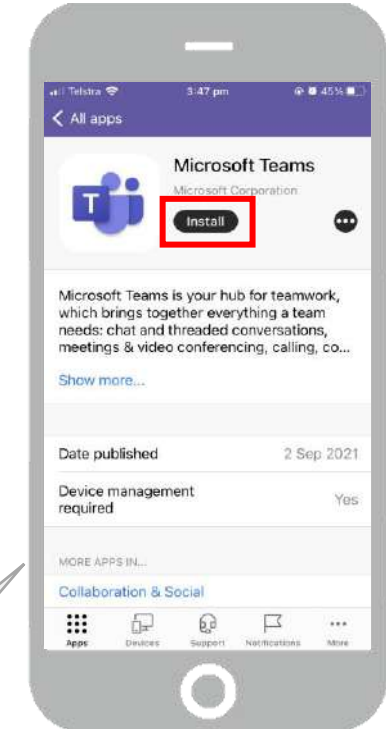 Telstra 3:47 pm 45%
All apps
Microsoft Teams
Microsoft Corporation
T
Install
Microsoft Teams is your hub for teamwork,
which brings together everything a team
needs: chat and threaded conversations,
meetings & video conferencing, calling, co...
Show more...
Date published 2 Sep 2021
Device management
required Yes
MORE APPS IN...
Collaboration & Social
Apps Devices Support Notifications More